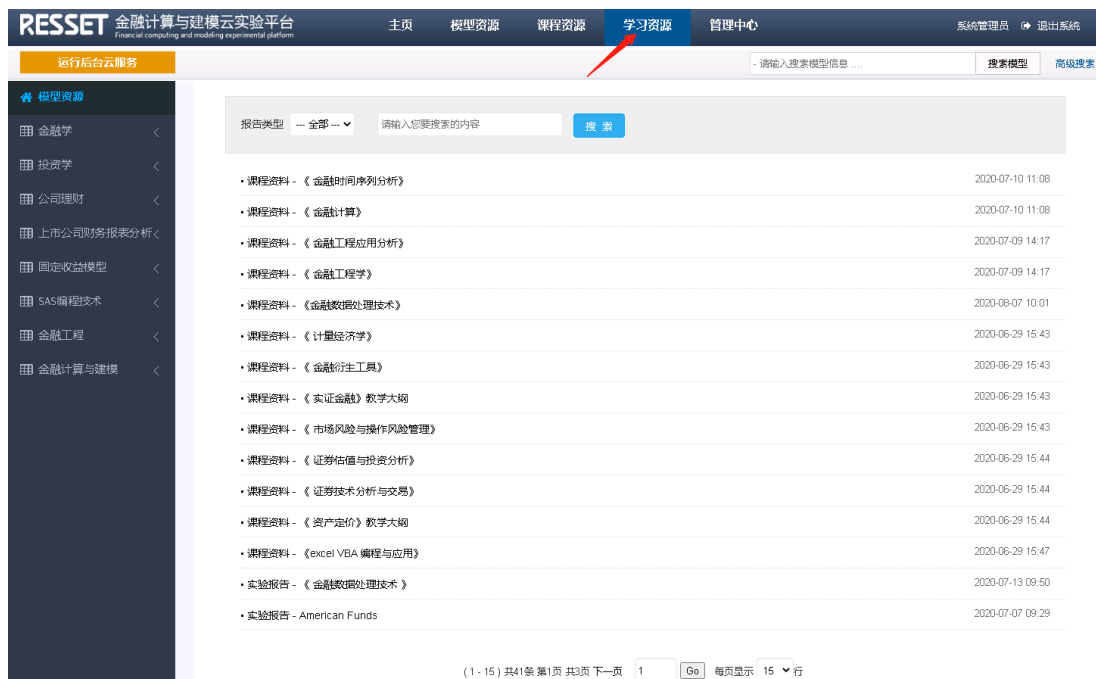 RESSET 金融计算与建模云实验平台
Financial computing and modeling experimental platform
主页 模型资源 课程资源 学习资源 管理中心 系统管理员 退出系统
运行后台云服务 - 请输入搜索模型信息 .... 搜索模型 高级搜索
模型资源
金融学
投资学
公司理财
上市公司财务报表分析
固定收益模型
SAS编程技术
金融工程
金融计算与建模
报告类型 --- 全部 --- 请输入您要搜索的内容 搜 索
• 课程资料 - 《 金融时间序列分析》 2020-07-10 11:08
• 课程资料 - 《 金融计算》 2020-07-10 11:08
• 课程资料 - 《 金融工程应用分析》 2020-07-09 14:17
• 课程资料 - 《 金融工程学》 2020-07-09 14:17
• 课程资料 - 《金融数据处理技术》 2020-08-07 10:01
• 课程资料 - 《 计量经济学》 2020-06-29 15:43
• 课程资料 - 《 金融衍生工具》 2020-06-29 15:43
• 课程资料 - 《 实证金融》教学大纲 2020-06-29 15:43
• 课程资料 - 《 市场风险与操作风险管理》 2020-06-29 15:43
• 课程资料 - 《 证券估值与投资分析》 2020-06-29 15:44
• 课程资料 - 《 证券技术分析与交易》 2020-06-29 15:44
• 课程资料 - 《 资产定价》教学大纲 2020-06-29 15:44
• 课程资料 - 《excel VBA 编程与应用》 2020-06-29 15:47
• 实验报告 - 《 金融数据处理技术 》 2020-07-13 09:50
• 实验报告 - American Funds 2020-07-07 09:29
( 1 - 15 ) 共41条 第1页 共3页 下一页 1 Go 每页显示 15 行